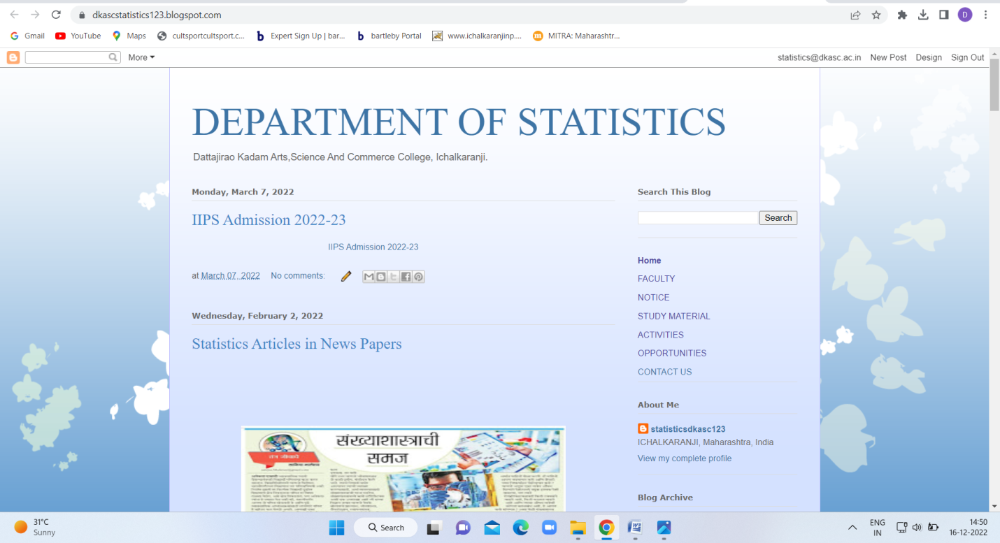 dkascstatistics123.blogspot.com
D
Gmail YouTube Maps cultsportcultsport.c... Expert Sign Up | bar... bartleby Portal www.ichalkaranjinp.... MITRA: Maharashtr...
More statistics@dkasc.ac.in New Post Design Sign Out
DEPARTMENT OF STATISTICS
Dattajirao Kadam Arts,Science And Commerce College, Ichalkaranji.
Monday, March 7, 2022
IIPS Admission 2022-23
IIPS Admission 2022-23
at March 07, 2022 No comments:
Wednesday, February 2, 2022
Statistics Articles in News Papers
संख्याशास्त्राची
समज
Search This Blog
Search
Home
FACULTY
NOTICE
STUDY MATERIAL
ACTIVITIES
OPPORTUNITIES
CONTACT US
About Me
statisticsdkasc123
ICHALKARANJI, Maharashtra, India
View my complete profile
Blog Archive
31°C
Sunny
Search
ENG
IN
14:50
16-12-2022